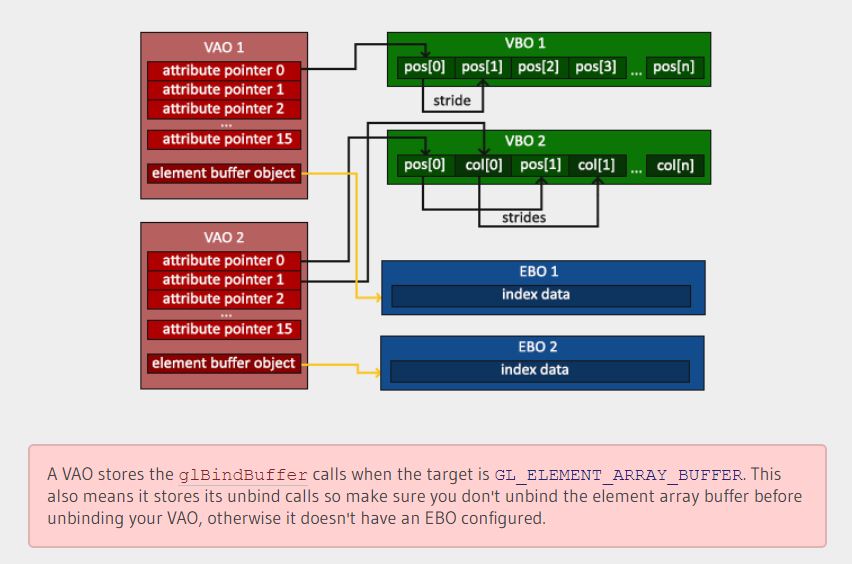 VAO 1
attribute pointer 0
attribute pointer 1
attribute pointer 2
...
attribute pointer 15
element buffer object
VBO 1
pos[0] pos[1] pos[2] pos[3] ... pos[n]
stride
VBO 2
pos[0] col[0] pos[1] col[1] ... col[n]
strides
VAO 2
attribute pointer 0
attribute pointer 1
attribute pointer 2
...
attribute pointer 15
element buffer object
EBO 1
index data
EBO 2
index data
A VAO stores the glBindBuffer calls when the target is GL_ELEMENT_ARRAY_BUFFER. This
also means it stores its unbind calls so make sure you don't unbind the element array buffer before
unbinding your VAO, otherwise it doesn't have an EBO configured.